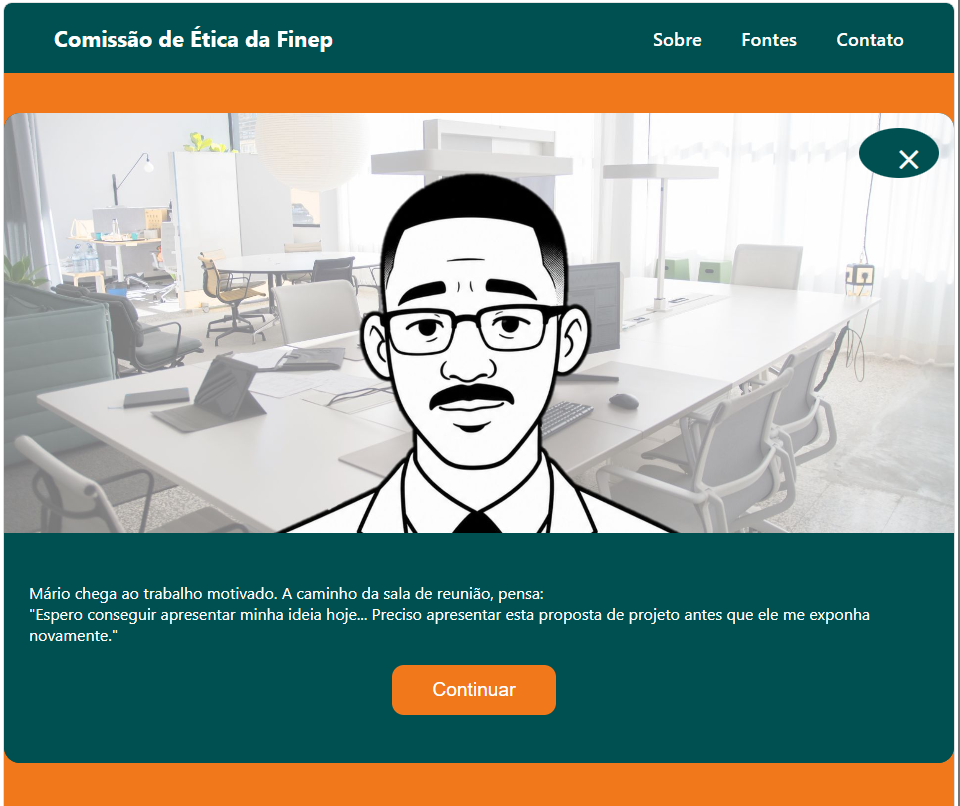 Comissão de Ética da Finep
Sobre
Fontes
Contato
Mário chega ao trabalho motivado. A caminho da sala de reunião, pensa:
"Espero conseguir apresentar minha ideia hoje... Preciso apresentar esta proposta de projeto antes que ele me exponha
novamente."
Continuar